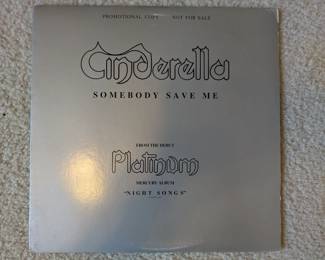 PROMOTIONAL COPY NOT FOR SALE
Cinderella
SOMEBODY SAVE ME
FROM THE DEBUT
Platinum
MERCURY ALBUM
"NIGHT SONGS"